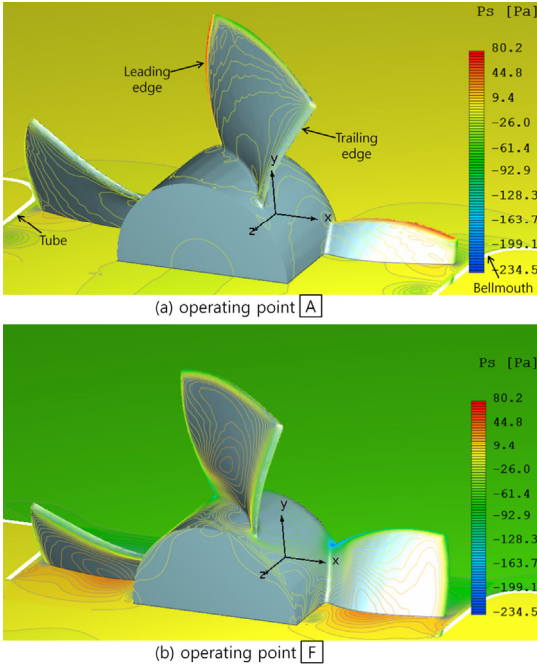 Ps [Pa]
80.2
44.8
9.4
-26.0
-61.4
-92.9
-128.3
-163.7
-199.1
-234.5
Leading
edge
Trailing
edge
y
x
z
Tube
Bellmouth
(a) operating point A
Ps [Pa]
80.2
44.8
9.4
-26.0
-61.4
-92.9
-128.3
-163.7
-199.1
-234.5
y
x
z
(b) operating point F